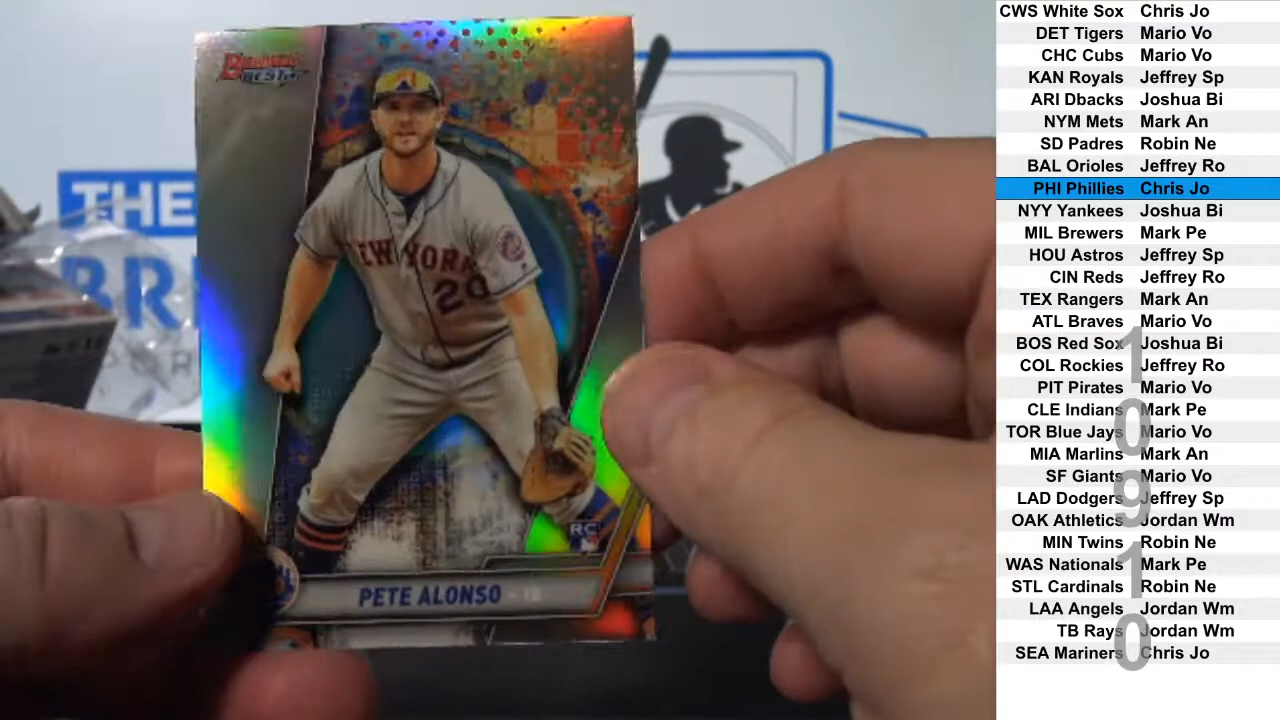 Bowman's
BEST
THE
BR
NEW YORK
20
RC
PETE ALONSO
CWS White Sox Chris Jo
DET Tigers Mario Vo
CHC Cubs Mario Vo
KAN Royals Jeffrey Sp
ARI Dbacks Joshua Bi
NYM Mets Mark An
SD Padres Robin Ne
BAL Orioles Jeffrey Ro
PHI Phillies Chris Jo
NYY Yankees Joshua Bi
MIL Brewers Mark Pe
HOU Astros Jeffrey Sp
CIN Reds Jeffrey Ro
TEX Rangers Mark An
ATL Braves Mario Vo
BOS Red Sox Joshua Bi
COL Rockies Jeffrey Ro
PIT Pirates Mario Vo
CLE Indians Mark Pe
TOR Blue Jays Mario Vo
MIA Marlins Mark An
SF Giants Mario Vo
LAD Dodgers Jeffrey Sp
OAK Athletics Jordan Wm
MIN Twins Robin Ne
WAS Nationals Mark Pe
STL Cardinals Robin Ne
LAA Angels Jordan Wm
TB Rays Jordan Wm
SEA Mariners Chris Jo
1
0
9
1
0